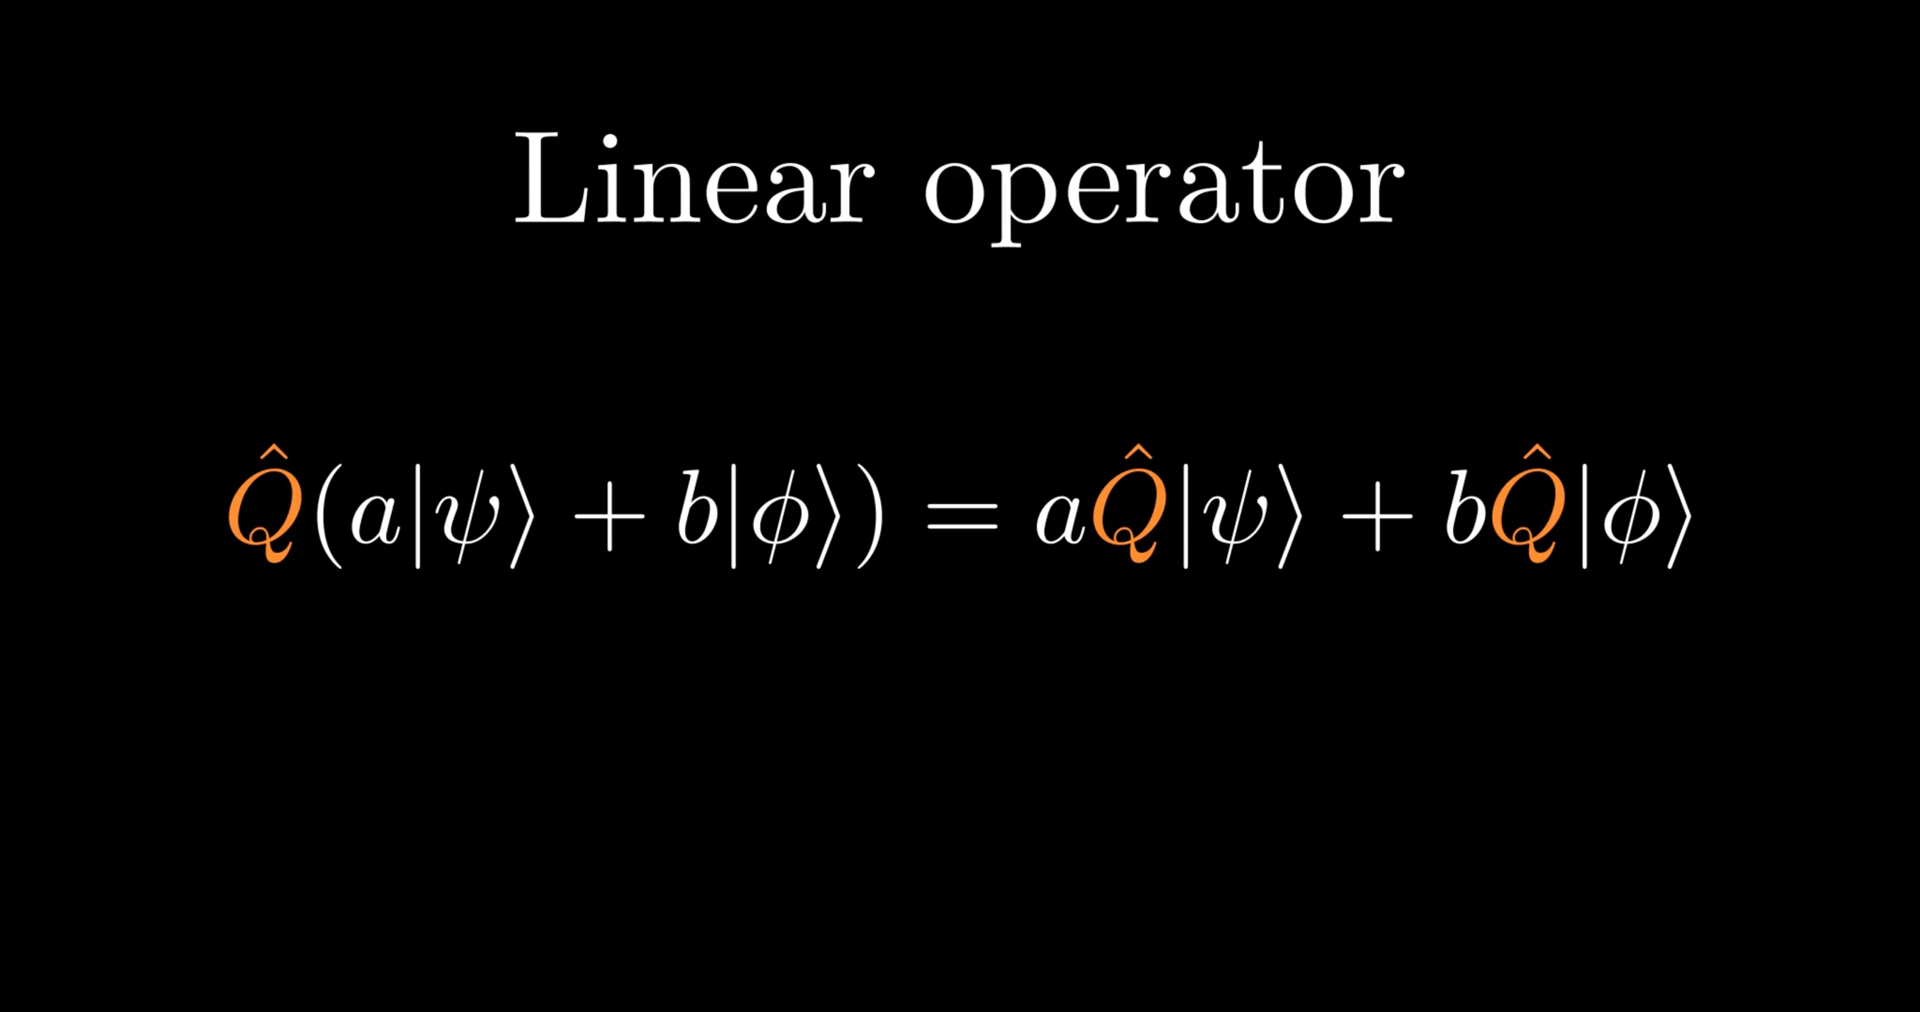 Linear operator
Q̂(a|ψ⟩ + b|ϕ⟩) = aQ̂|ψ⟩ + bQ̂|ϕ⟩